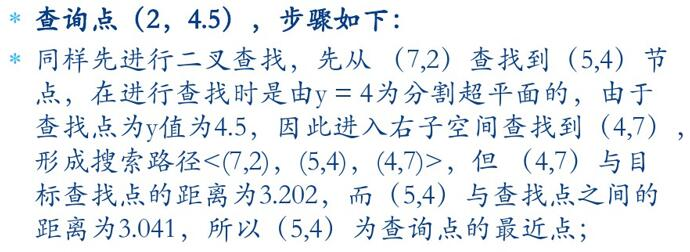 * 查询点（2，4.5），步骤如下：
* 同样先进行二叉查找，先从 （7,2）查找到（5,4）节
点，在进行查找时是由y = 4为分割超平面的，由于
查找点为y值为4.5，因此进入右子空间查找到（4,7），
形成搜索路径<(7,2)，(5,4)，(4,7)>，但 （4,7）与目
标查找点的距离为3.202，而（5,4）与查找点之间的
距离为3.041，所以（5,4）为查询点的最近点；